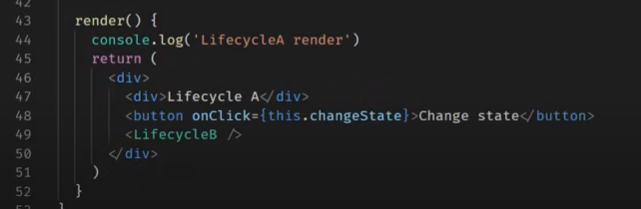 42
43 render() {
44 console.log('LifecycleA render')
45 return (
46 <div>
47 <div>Lifecycle A</div>
48 <button onClick={this.changeState}>Change state</button>
49 <LifecycleB />
50 </div>
51 )
52 }